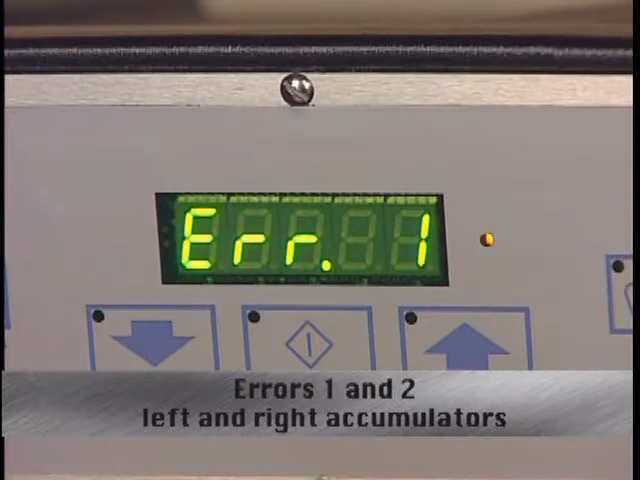 Err. 1
Errors 1 and 2
left and right accumulators